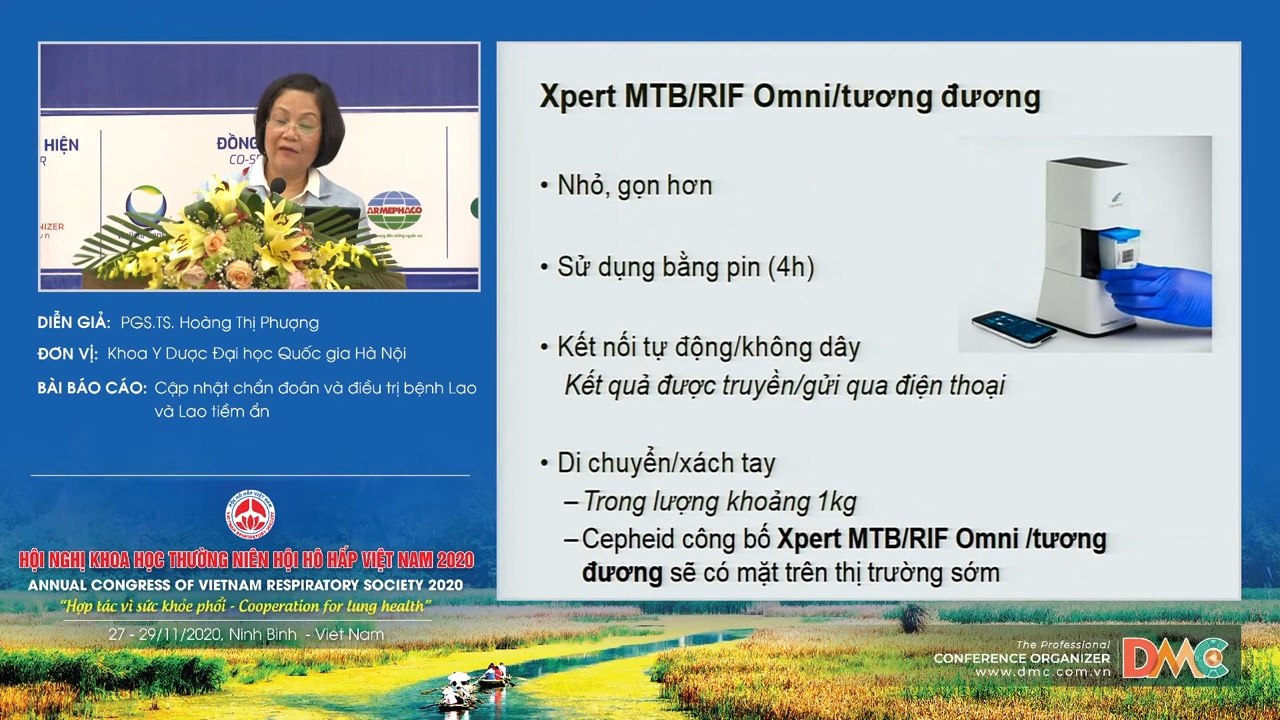 HIỆN
ĐỒNG
CO-S
ARMEPHACO
DIỄN GIẢ: PGS.TS. Hoàng Thị Phượng
ĐƠN VỊ: Khoa Y Dược Đại học Quốc gia Hà Nội
BÀI BÁO CÁO: Cập nhật chẩn đoán và điều trị bệnh Lao
và Lao tiềm ẩn
HỘI HÔ HẤP VIỆT NAM
HỘI NGHỊ KHOA HỌC THƯỜNG NIÊN HỘI HÔ HẤP VIỆT NAM 2020
ANNUAL CONGRESS OF VIETNAM RESPIRATORY SOCIETY 2020
“Hợp tác vì sức khỏe phổi - Cooperation for lung health”
27 - 29/11/2020, Ninh Bình - Việt Nam
Xpert MTB/RIF Omni/tương đương
• Nhỏ, gọn hơn
• Sử dụng bằng pin (4h)
• Kết nối tự động/không dây
Kết quả được truyền/gửi qua điện thoại
• Di chuyển/xách tay
– Trong lượng khoảng 1kg
– Cepheid công bố Xpert MTB/RIF Omni /tương
đương sẽ có mặt trên thị trường sớm
The Professional
CONFERENCE ORGANIZER
www.dmc.com.vn
DMC